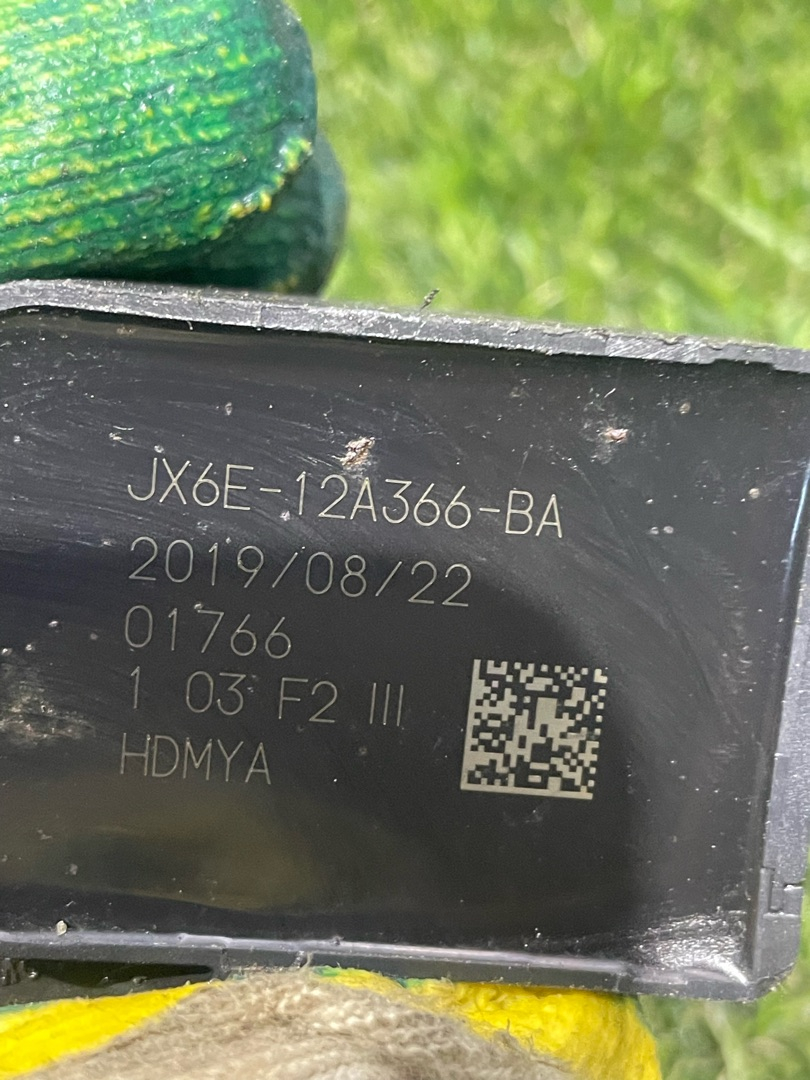 JX6E-12A366-BA
2019/08/22
01766
1 03 F2 III
HDMYA